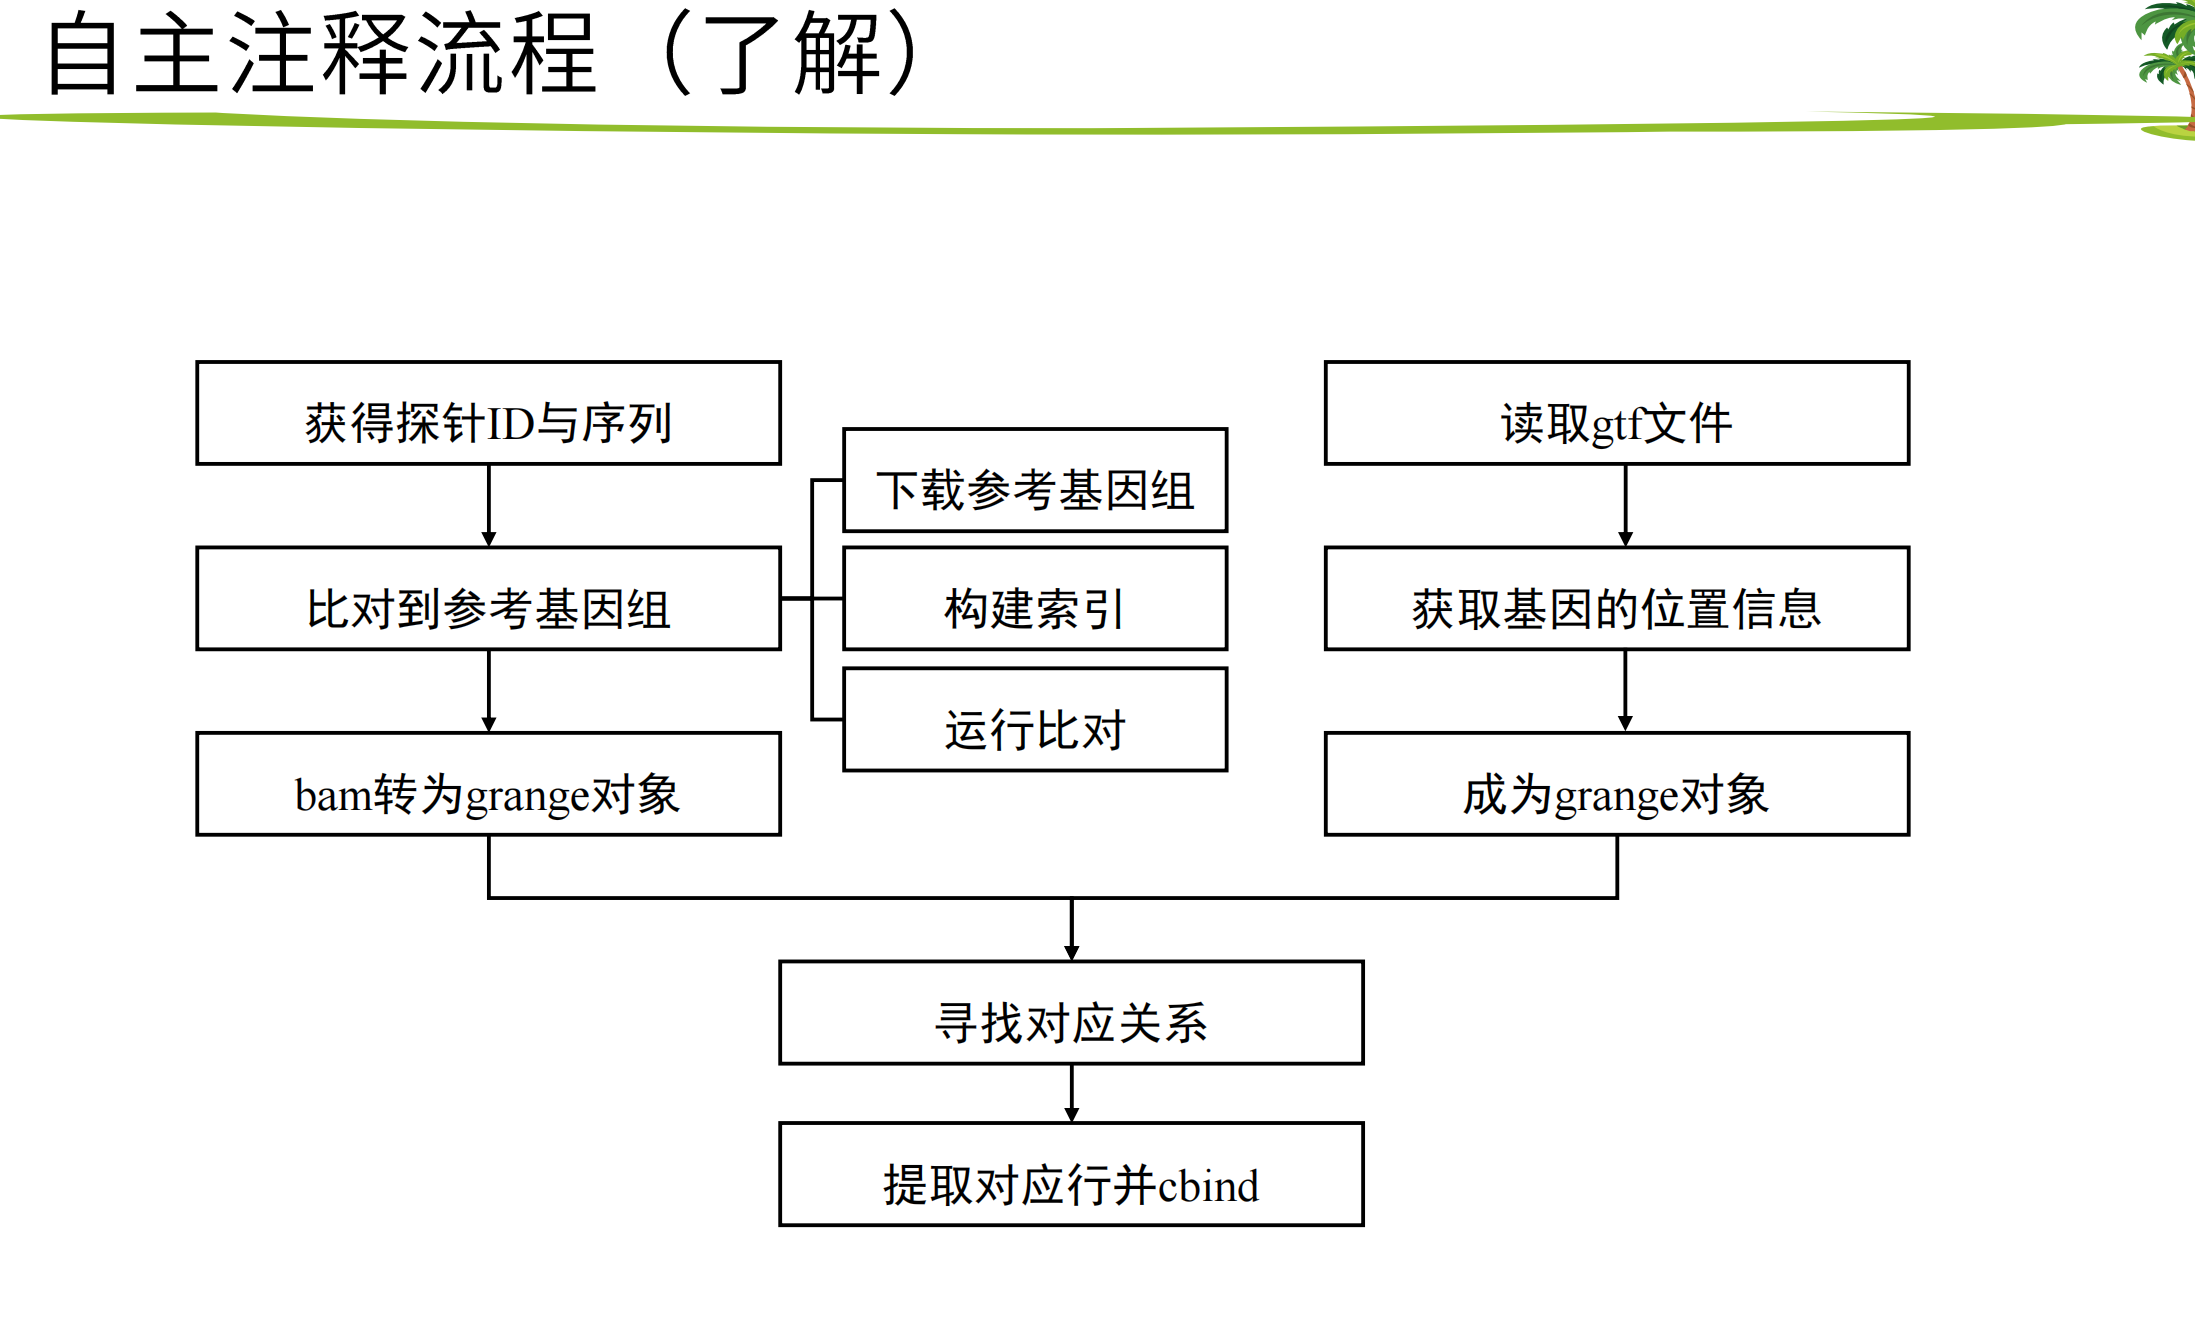 自主注释流程（了解）
获得探针ID与序列
比对到参考基因组
bam转为grange对象
下载参考基因组
构建索引
运行比对
读取gtf文件
获取基因的位置信息
成为grange对象
寻找对应关系
提取对应行并cbind